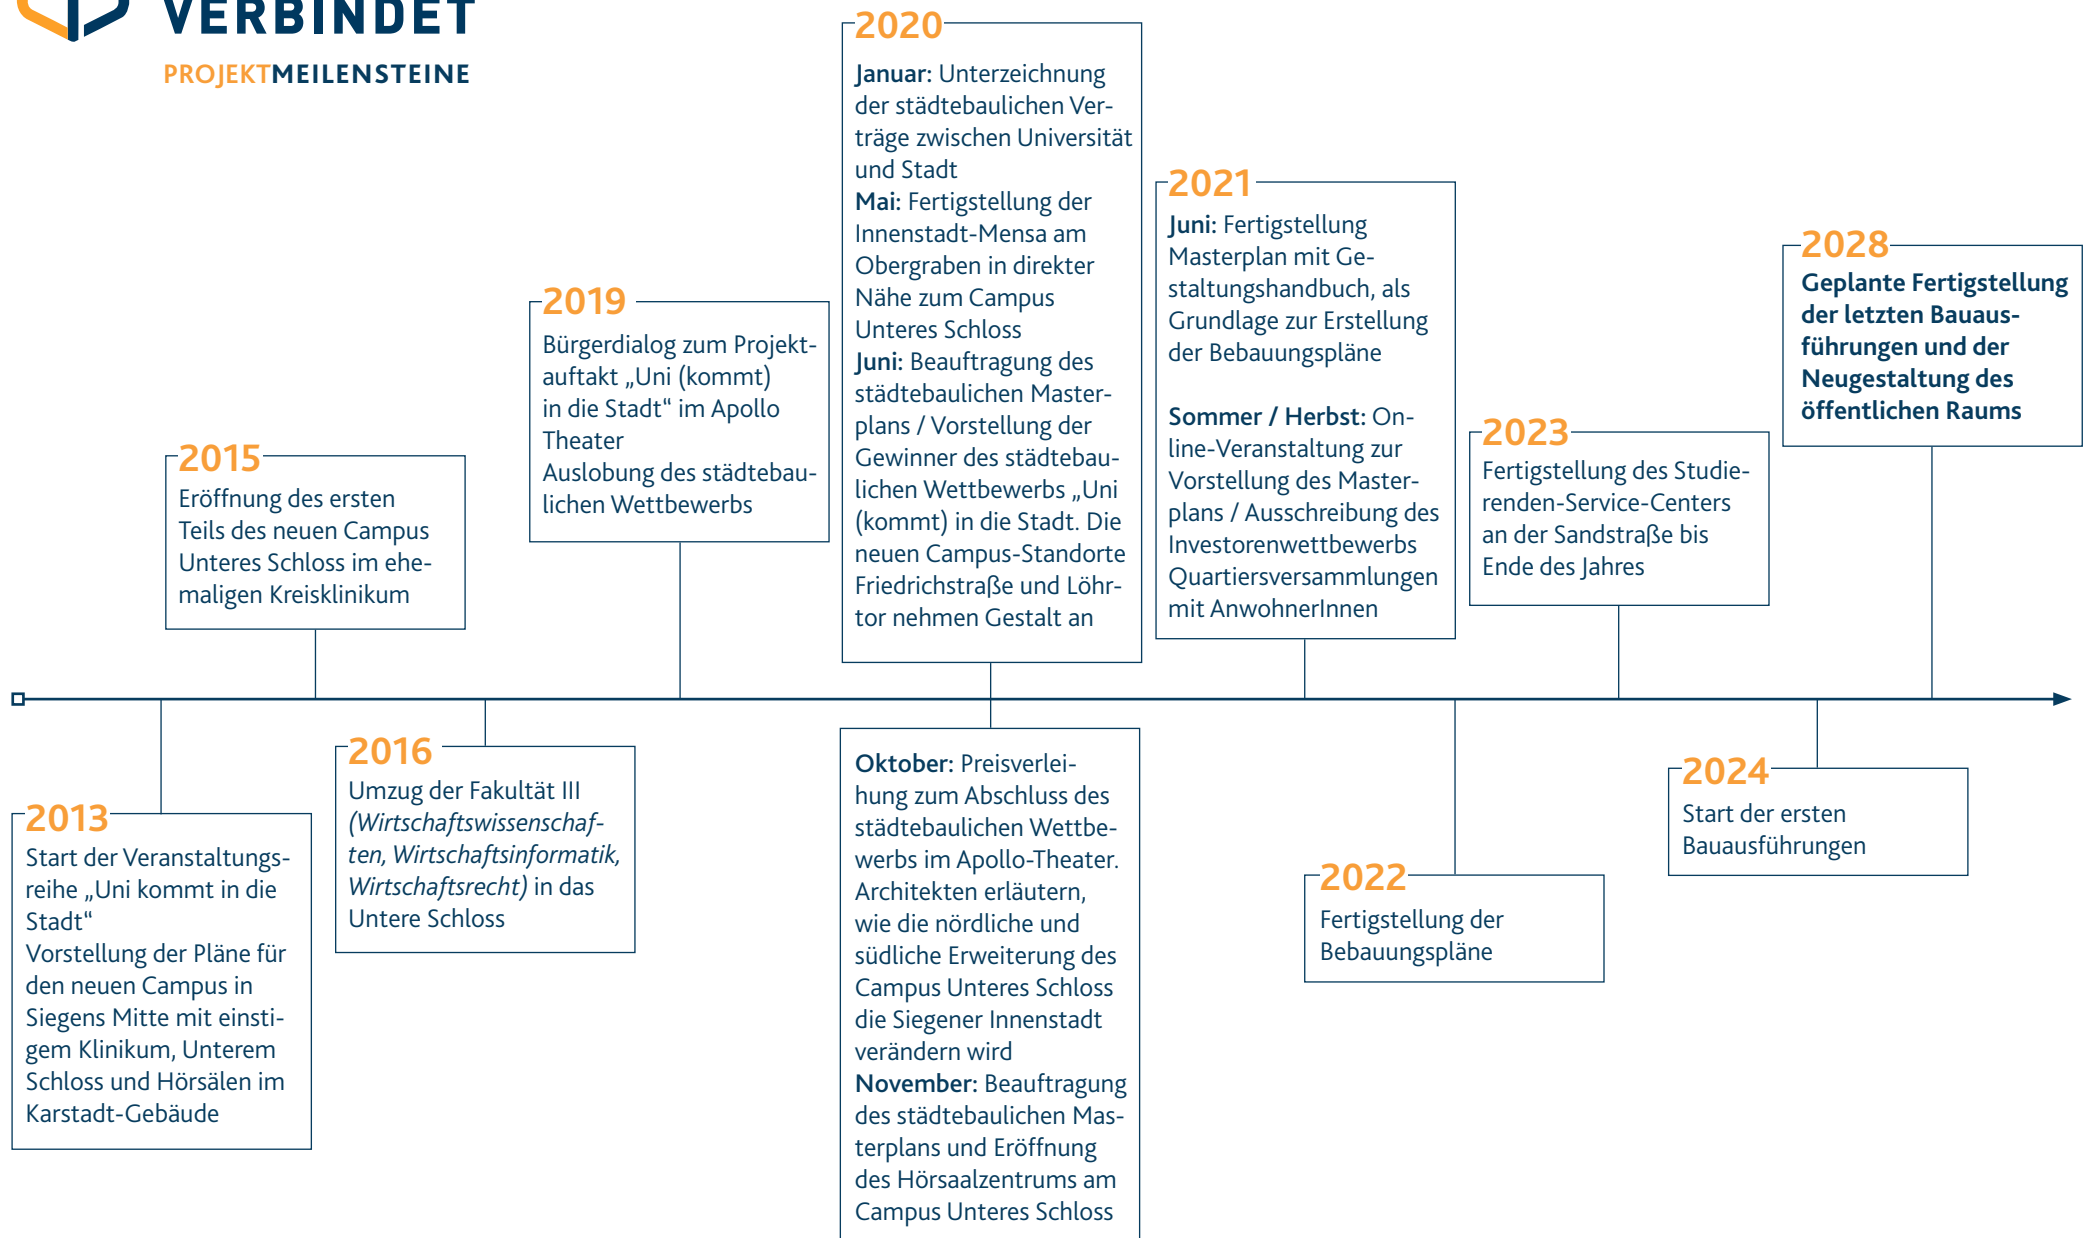 VERBINDET
PROJEKTMEILENSTEINE
2013
Start der Veranstaltungs-
reihe „Uni kommt in die
Stadt“
Vorstellung der Pläne für
den neuen Campus in
Siegens Mitte mit einsti-
gem Klinikum, Unterem
Schloss und Hörsälen im
Karstadt-Gebäude
2015
Eröffnung des ersten
Teils des neuen Campus
Unteres Schloss im ehe-
maligen Kreisklinikum
2016
Umzug der Fakultät III
(Wirtschaftswissenschaf-
ten, Wirtschaftsinformatik,
Wirtschaftsrecht) in das
Untere Schloss
2019
Bürgerdialog zum Projekt-
auftakt „Uni (kommt)
in die Stadt“ im Apollo
Theater
Auslobung des städtebau-
lichen Wettbewerbs
2020
Januar: Unterzeichnung
der städtebaulichen Ver-
träge zwischen Universität
und Stadt
Mai: Fertigstellung der
Innenstadt-Mensa am
Obergraben in direkter
Nähe zum Campus
Unteres Schloss
Juni: Beauftragung des
städtebaulichen Master-
plans / Vorstellung der
Gewinner des städtebau-
lichen Wettbewerbs „Uni
(kommt) in die Stadt. Die
neuen Campus-Standorte
Friedrichstraße und Löhr-
tor nehmen Gestalt an
Oktober: Preisverlei-
hung zum Abschluss des
städtebaulichen Wettbe-
werbs im Apollo-Theater.
Architekten erläutern,
wie die nördliche und
südliche Erweiterung des
Campus Unteres Schloss
die Siegener Innenstadt
verändern wird
November: Beauftragung
des städtebaulichen Mas-
terplans und Eröffnung
des Hörsaalzentrums am
Campus Unteres Schloss
2021
Juni: Fertigstellung
Masterplan mit Ge-
staltungshandbuch, als
Grundlage zur Erstellung
der Bebauungspläne
Sommer / Herbst: On-
line-Veranstaltung zur
Vorstellung des Master-
plans / Ausschreibung des
Investorenwettbewerbs
Quartiersversammlungen
mit AnwohnerInnen
2022
Fertigstellung der
Bebauungspläne
2023
Fertigstellung des Studie-
renden-Service-Centers
an der Sandstraße bis
Ende des Jahres
2024
Start der ersten
Bauausführungen
2028
Geplante Fertigstellung
der letzten Bauaus-
führungen und der
Neugestaltung des
öffentlichen Raums